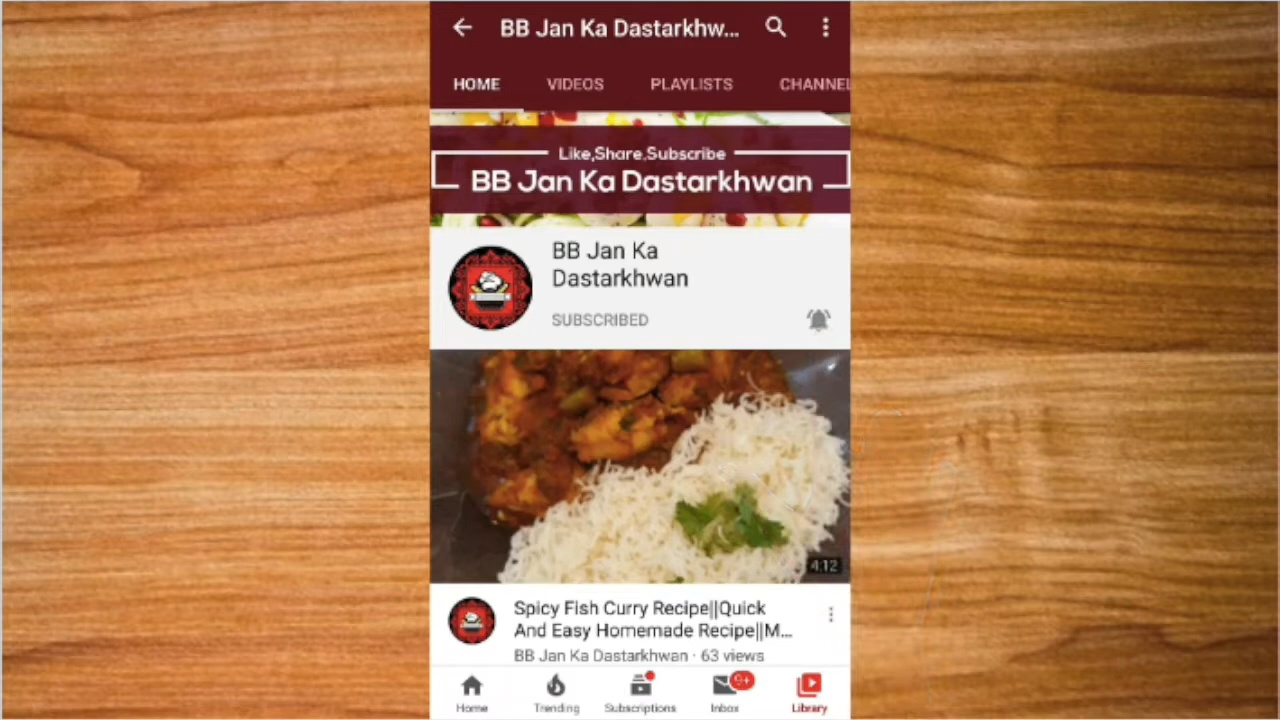 BB Jan Ka Dastarkhw...
HOME VIDEOS PLAYLISTS CHANNEL
Like,Share,Subscribe
BB Jan Ka Dastarkhwan
BB Jan Ka
Dastarkhwan
SUBSCRIBED
4:12
Spicy Fish Curry Recipe||Quick
And Easy Homemade Recipe||M...
BB Jan Ka Dastarkhwan · 63 views
9+
Home Trending Subscriptions Inbox Library